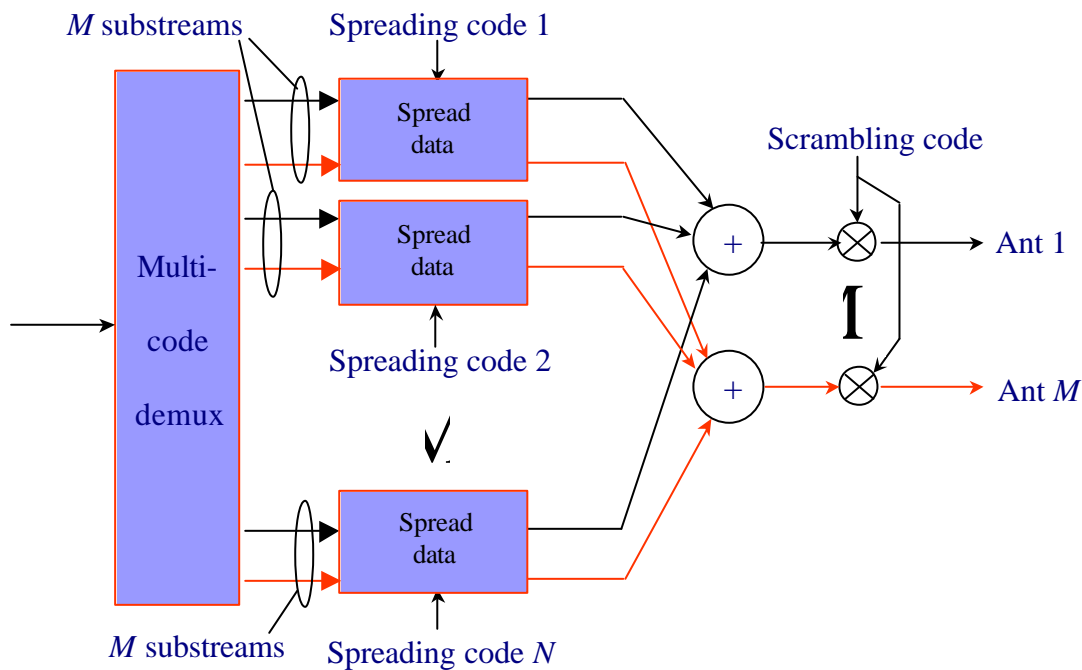 M substreams
Spreading code 1
Spread
data
Scrambling code
Spread
data
+
Ant 1
Multi-
code
demux
Spreading code 2
+
Ant M
Spread
data
M substreams
Spreading code N